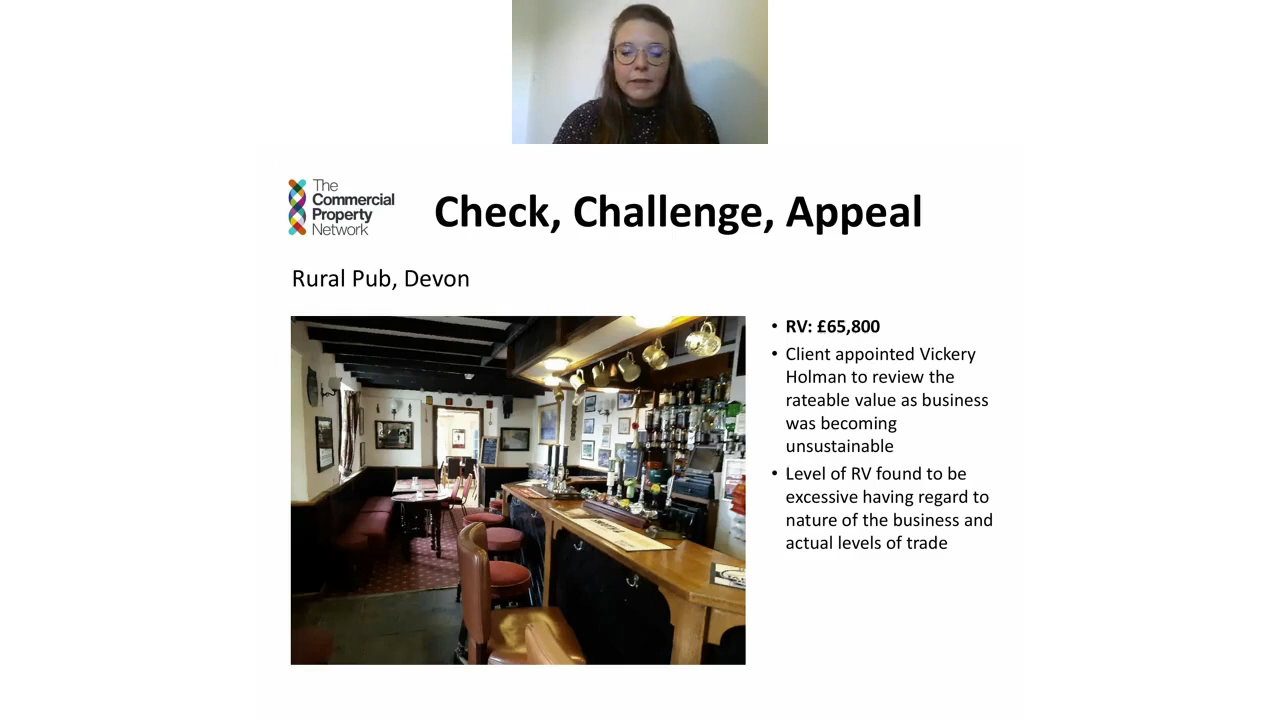 The
Commercial
Property
Network
Check, Challenge, Appeal
Rural Pub, Devon
• RV: £65,800
• Client appointed Vickery
Holman to review the
rateable value as business
was becoming
unsustainable
• Level of RV found to be
excessive having regard to
nature of the business and
actual levels of trade